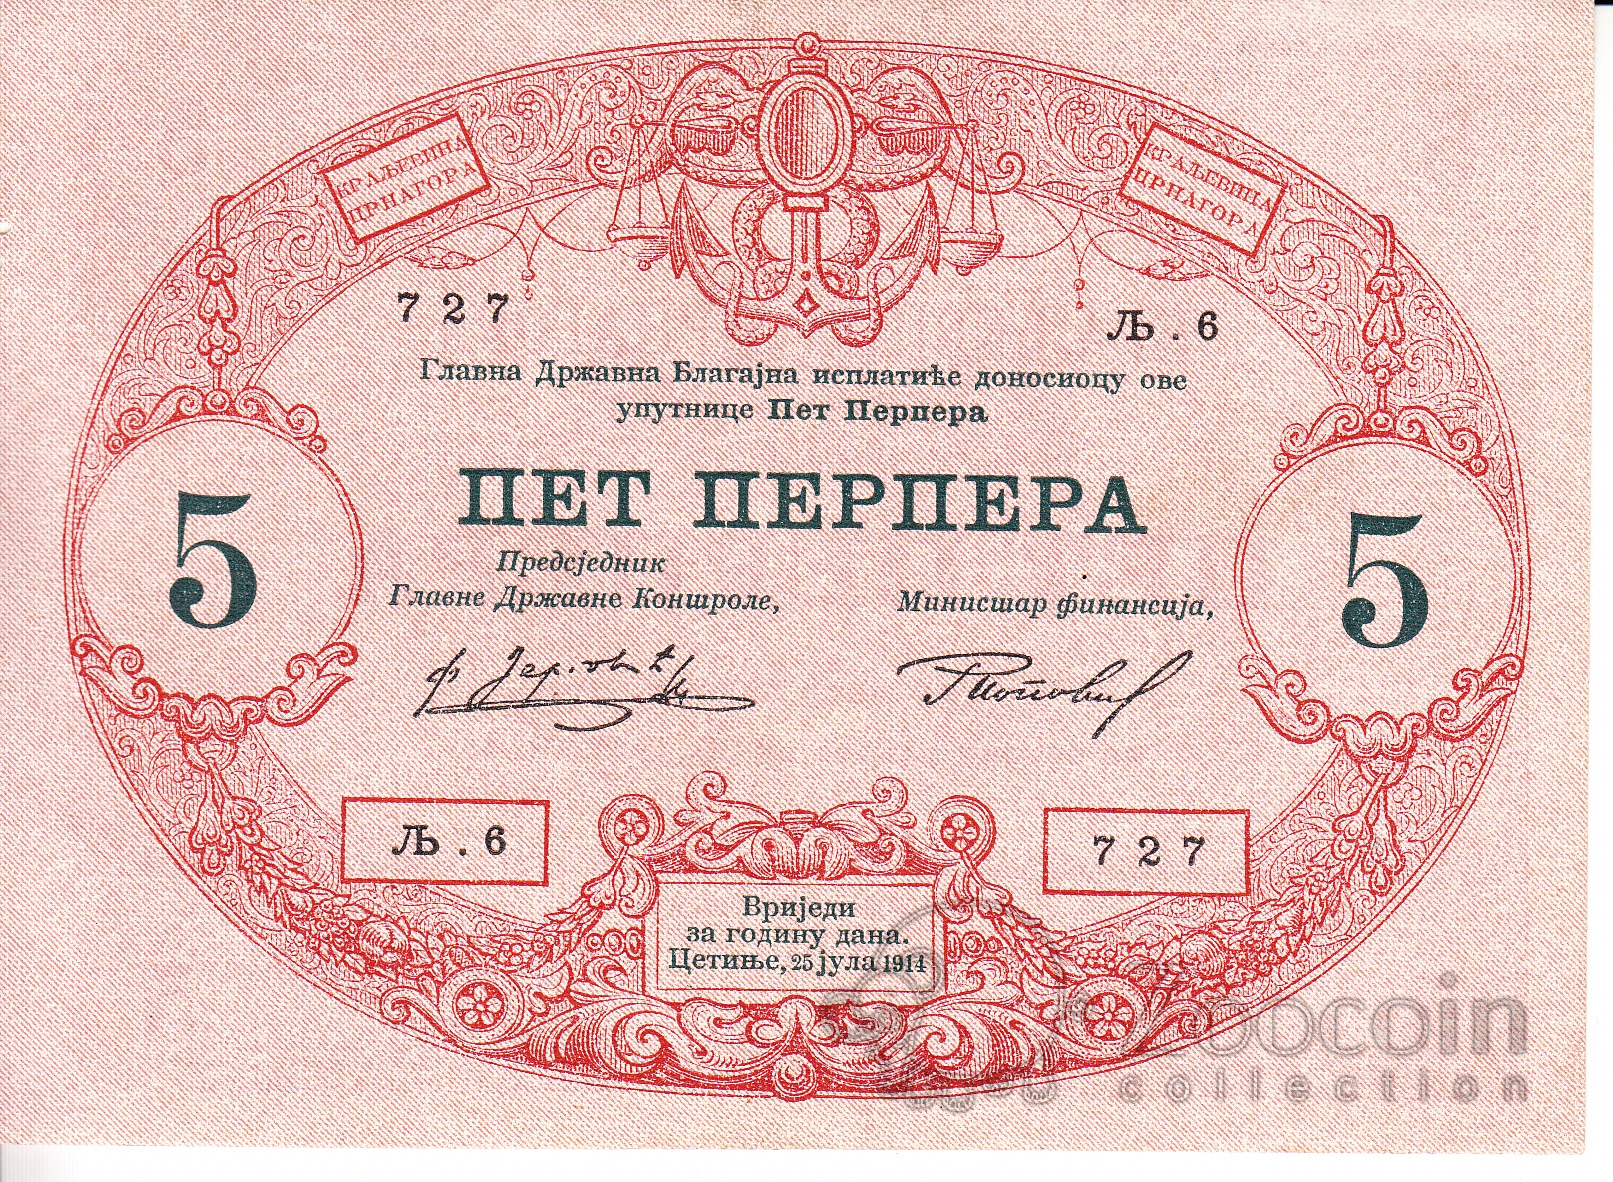 КРАЉЕВИНА
ЦРНАГОРА
КРАЉЕВИНА
ЦРНАГОРА
727
Љ.6
Главна Државна Благајна исплатиће доносиоцу ове
упутнице Пет Перпера
5
ПЕТ ПЕРПЕРА
5
Предсједник
Главне Државне Контроле,
Министар финансија,
Љ.6
727
Вриједи
за годину дана.
Цетиње, 25 јула 1914
collection